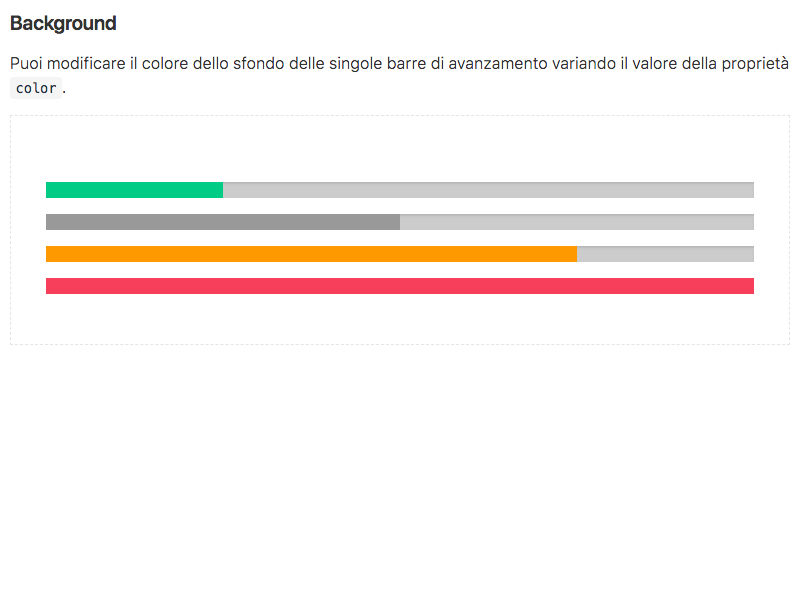 Background
Puoi modificare il colore dello sfondo delle singole barre di avanzamento variando il valore della proprietà
color.